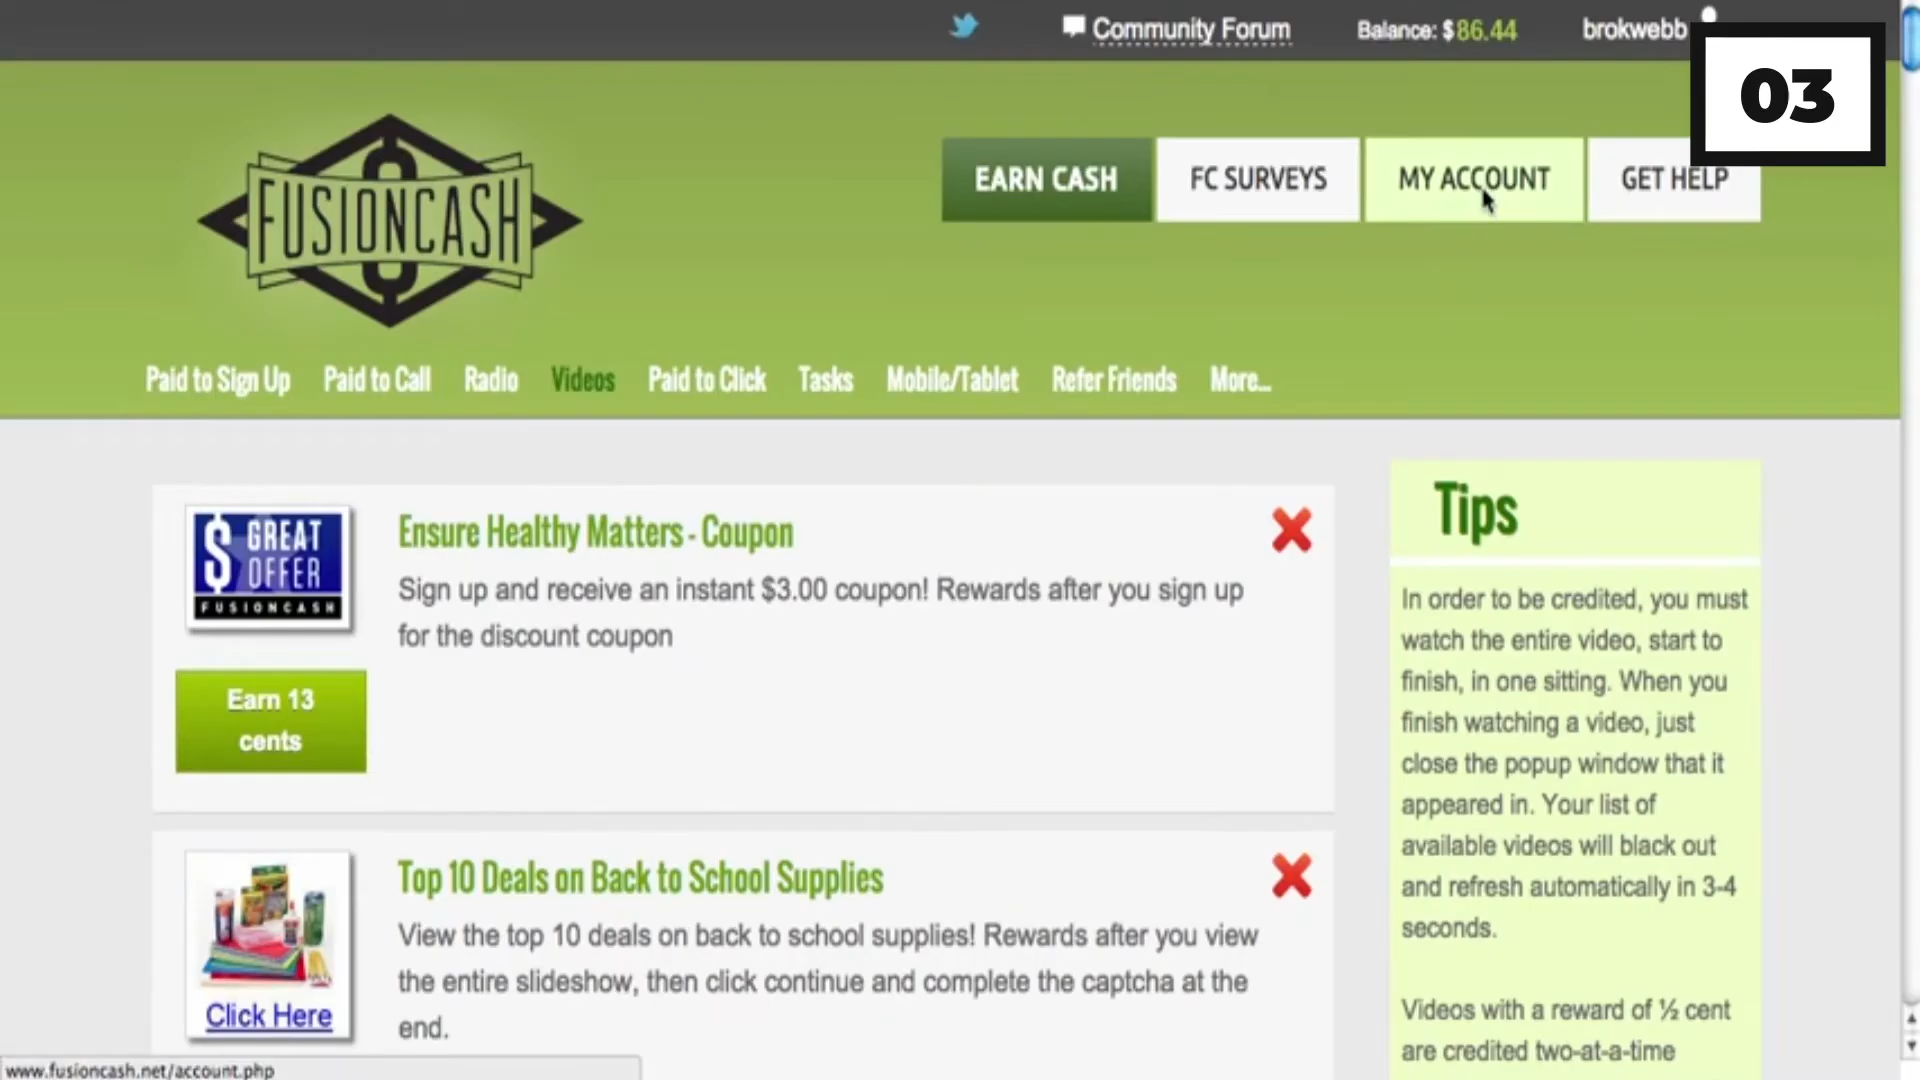 Community Forum
Balance: $86.44
brokwebb
03
FUSIONCASH
EARN CASH
FC SURVEYS
MY ACCOUNT
GET HELP
Paid to Sign Up
Paid to Call
Radio
Videos
Paid to Click
Tasks
Mobile/Tablet
Refer Friends
More...
$ GREAT
OFFER
FUSIONCASH
Ensure Healthy Matters - Coupon
Sign up and receive an instant $3.00 coupon! Rewards after you sign up
for the discount coupon
Earn 13
cents
Click Here
Top 10 Deals on Back to School Supplies
View the top 10 deals on back to school supplies! Rewards after you view
the entire slideshow, then click continue and complete the captcha at the
end.
Tips
In order to be credited, you must
watch the entire video, start to
finish, in one sitting. When you
finish watching a video, just
close the popup window that it
appeared in. Your list of
available videos will black out
and refresh automatically in 3-4
seconds.
Videos with a reward of ½ cent
are credited two-at-a-time
www.fusioncash.net/account.php